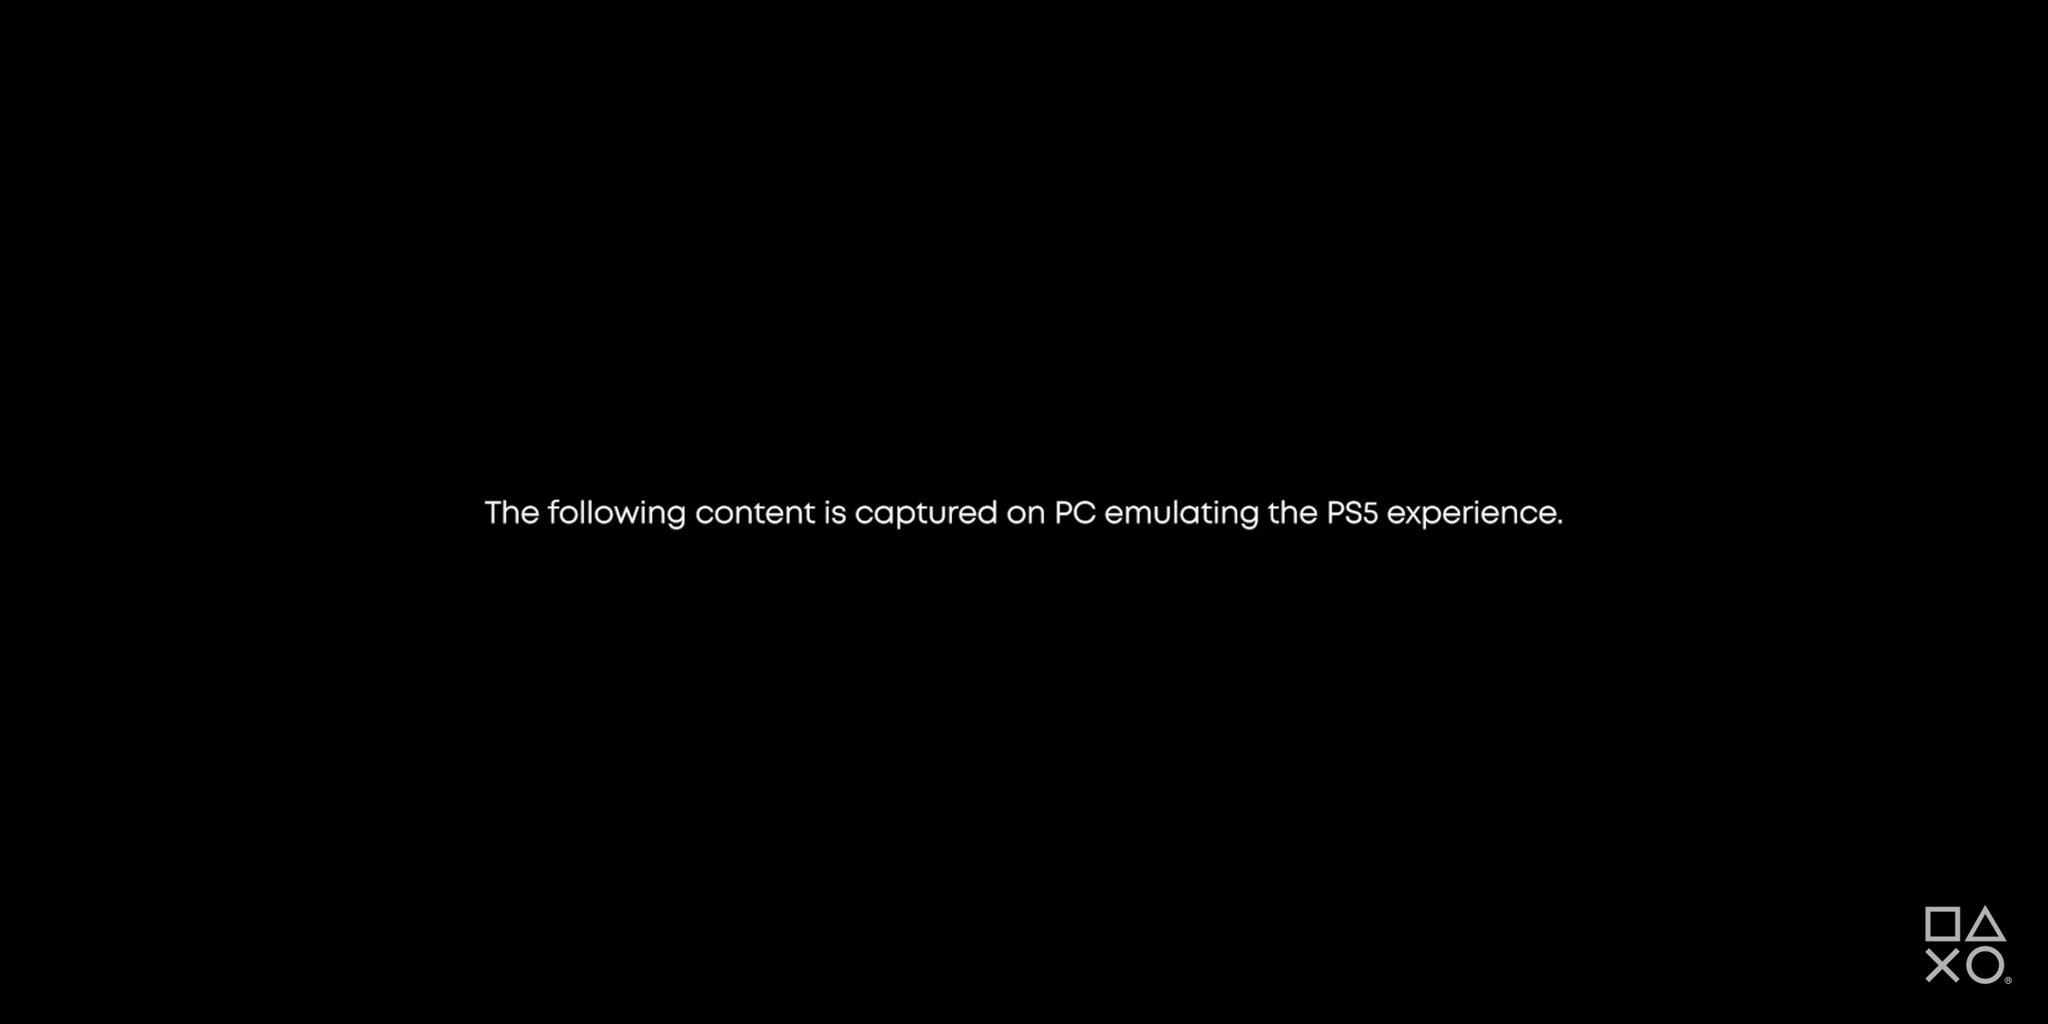 The following content is captured on PC emulating the PS5 experience.